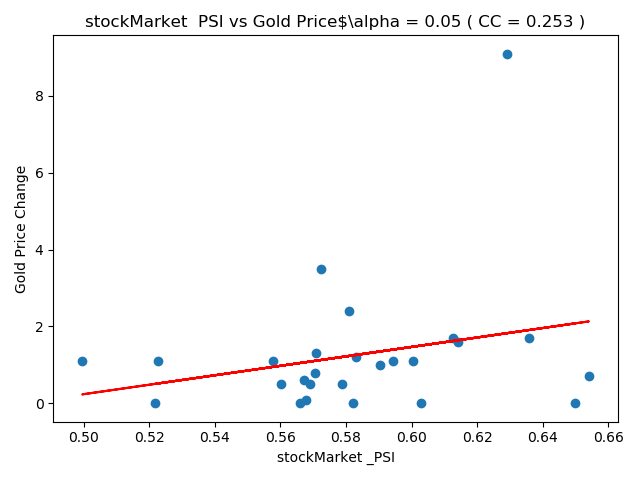 stockMarket  PSI vs Gold Price$\alpha = 0.05 ( CC = 0.253 )
Gold Price Change
8
6
4
2
0
0.50 0.52 0.54 0.56 0.58 0.60 0.62 0.64 0.66
stockMarket _PSI